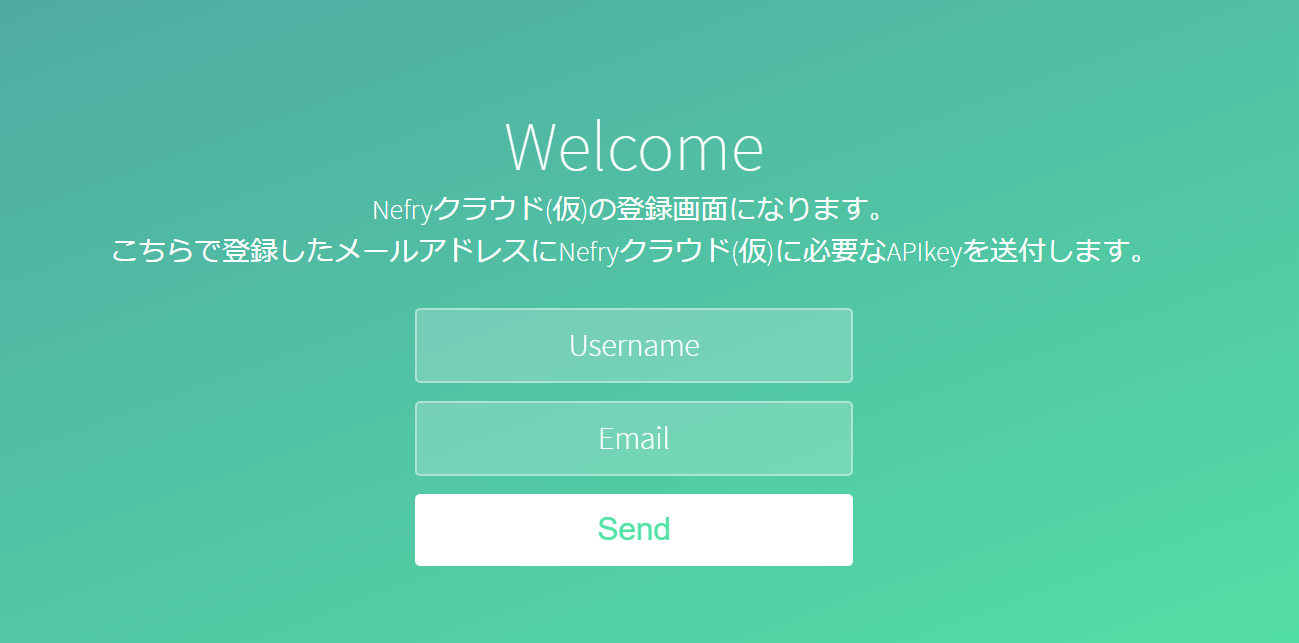 Welcome
Nefryクラウド(仮)の登録画面になります。
こちらで登録したメールアドレスにNefryクラウド(仮)に必要なAPIkeyを送付します。
Username
Email
Send